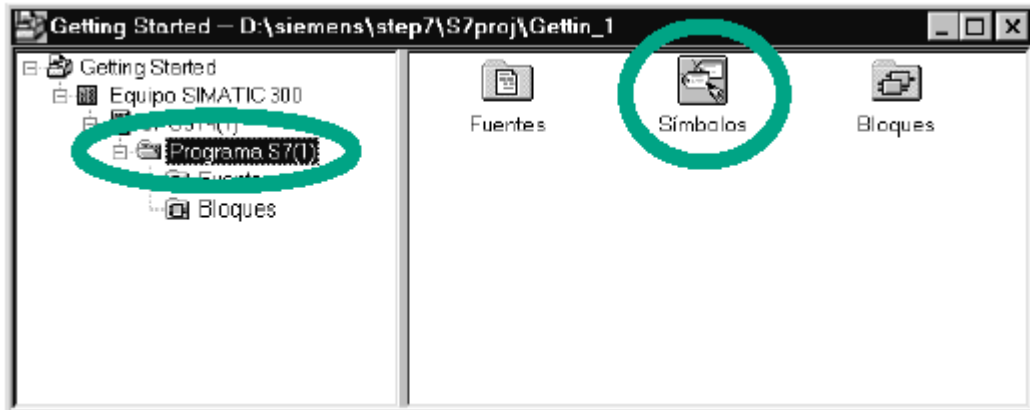 Getting Started — D:\siemens\step7\S7proj\Gettin_1
Getting Started
Equipo SIMATIC 300
Programa S7(1)
Bloques
Fuentes
Símbolos
Bloques